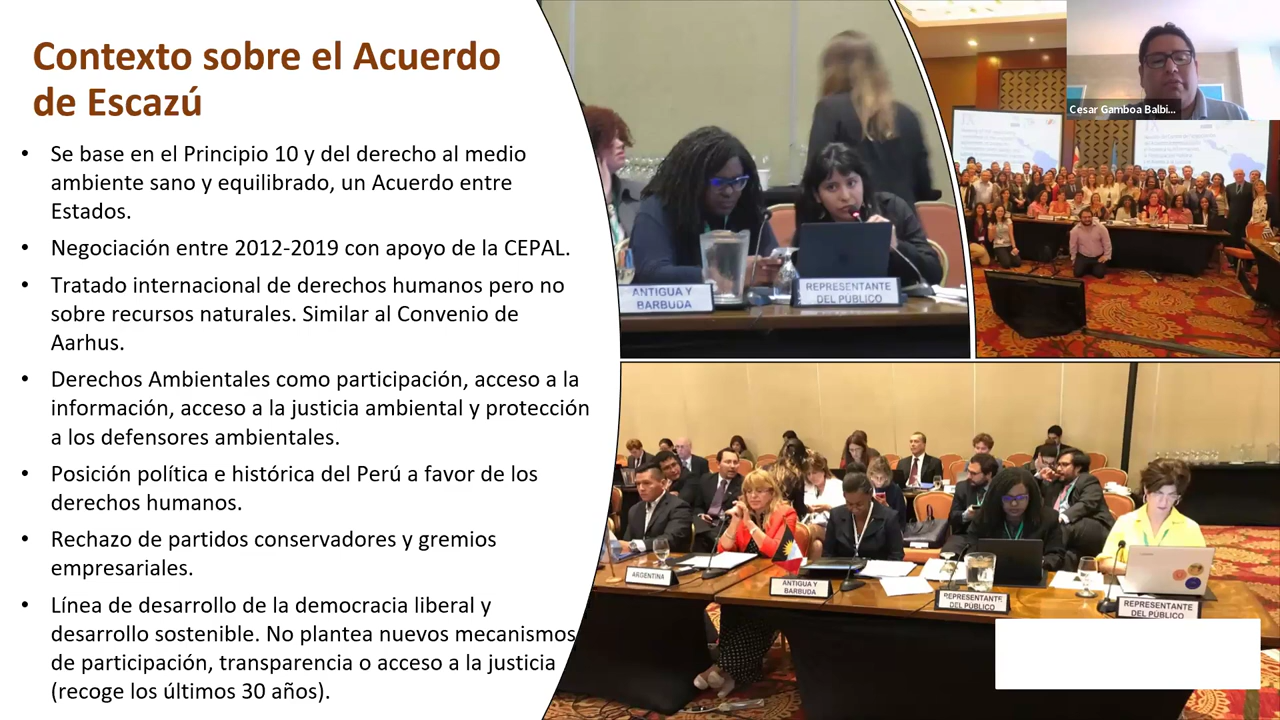 Contexto sobre el Acuerdo
de Escazú
• Se base en el Principio 10 y del derecho al medio
ambiente sano y equilibrado, un Acuerdo entre
Estados.
• Negociación entre 2012-2019 con apoyo de la CEPAL.
• Tratado internacional de derechos humanos pero no
sobre recursos naturales. Similar al Convenio de
Aarhus.
• Derechos Ambientales como participación, acceso a la
información, acceso a la justicia ambiental y protección
a los defensores ambientales.
• Posición política e histórica del Perú a favor de los
derechos humanos.
• Rechazo de partidos conservadores y gremios
empresariales.
• Línea de desarrollo de la democracia liberal y
desarrollo sostenible. No plantea nuevos mecanismos
de participación, transparencia o acceso a la justicia
(recoge los últimos 30 años).
ANTIGUA Y
BARBUDA
REPRESENTANTE
DEL PÚBLICO
Cesar Gamboa Balbi...
ARGENTINA
ANTIGUA Y
BARBUDA
REPRESENTANTE
DEL PÚBLICO
REPRESENTANTE
DEL PÚBLICO